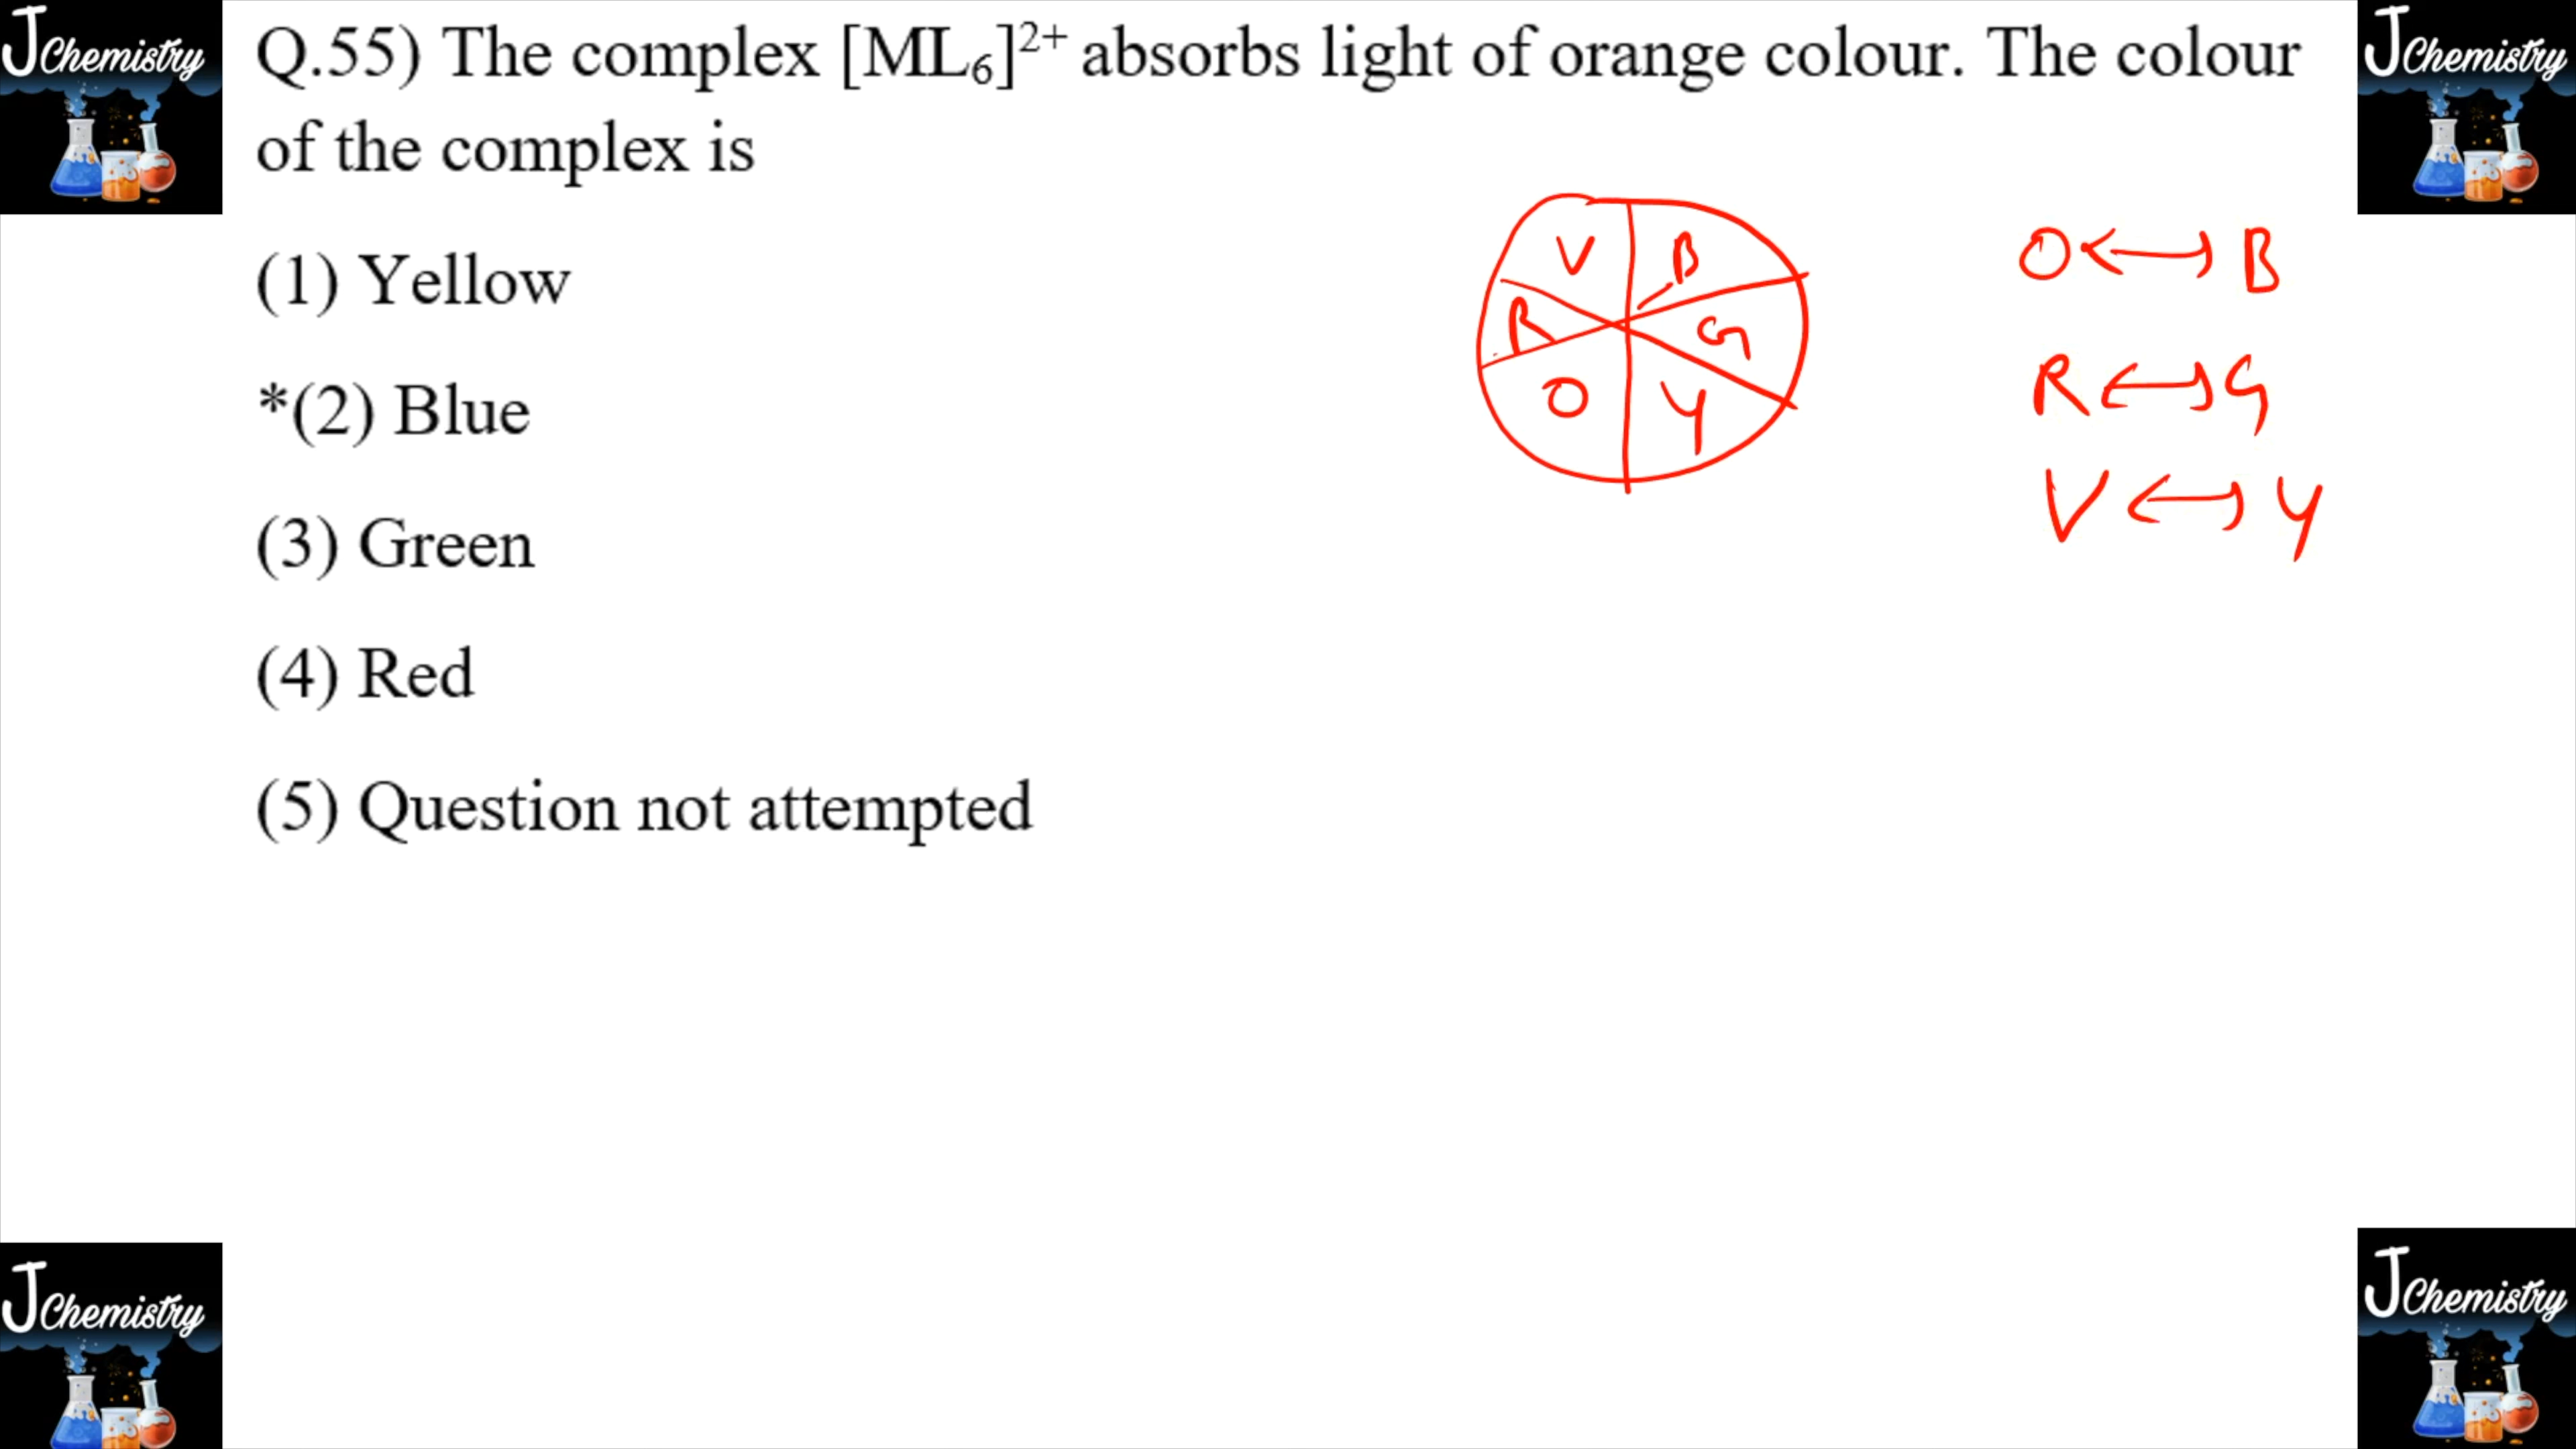 JChemistry
JChemistry
Q.55) The complex [ML₆]²⁺ absorbs light of orange colour. The colour
of the complex is
(1) Yellow
*(2) Blue
(3) Green
(4) Red
(5) Question not attempted
V
B
R
G
O
Y
O ↔ B
R ↔ G
V ↔ Y
JChemistry
JChemistry